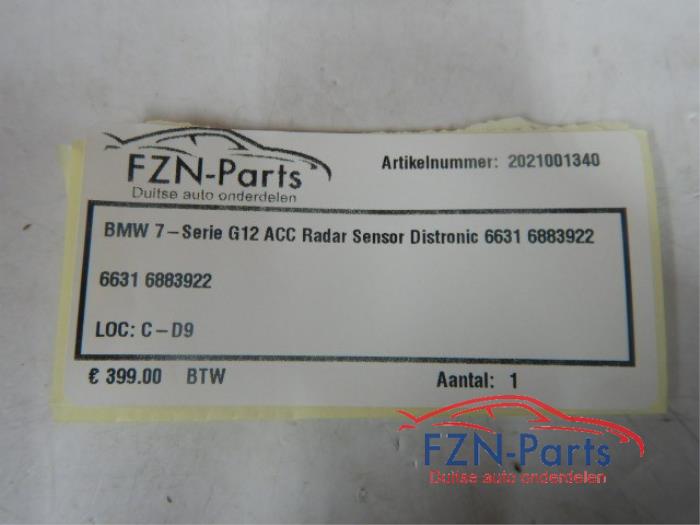 FZN-Parts
Duitse auto onderdelen
Artikelnummer: 2021001340
BMW 7-Serie G12 ACC Radar Sensor Distronic 6631 6883922
6631 6883922
LOC: C-D9
€ 399.00 BTW
Aantal: 1
FZN-Parts
Duitse auto onderdelen